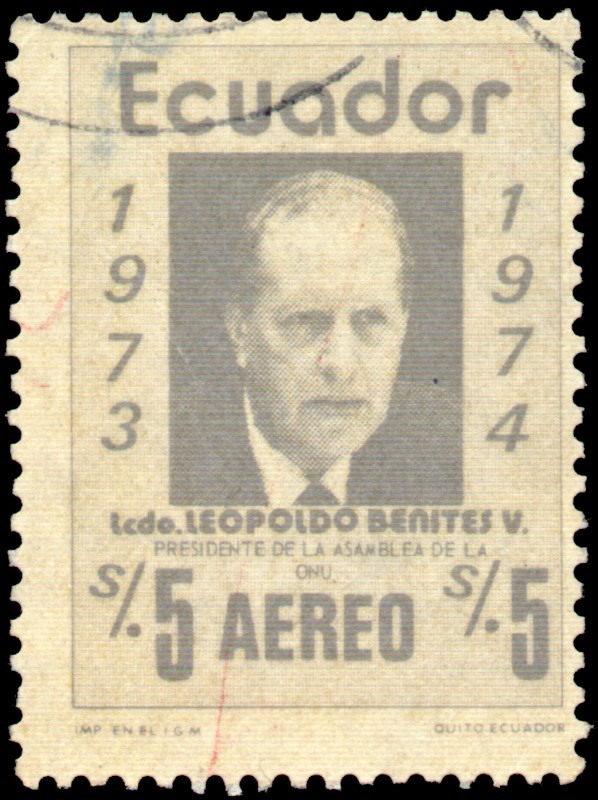 Ecuador
1973
1974
Lcdo. LEOPOLDO BENITES V.
PRESIDENTE DE LA ASAMBLEA DE LA
ONU.
S/.5 AEREO S/.5
IMP. EN EL I G M QUITO-ECUADOR